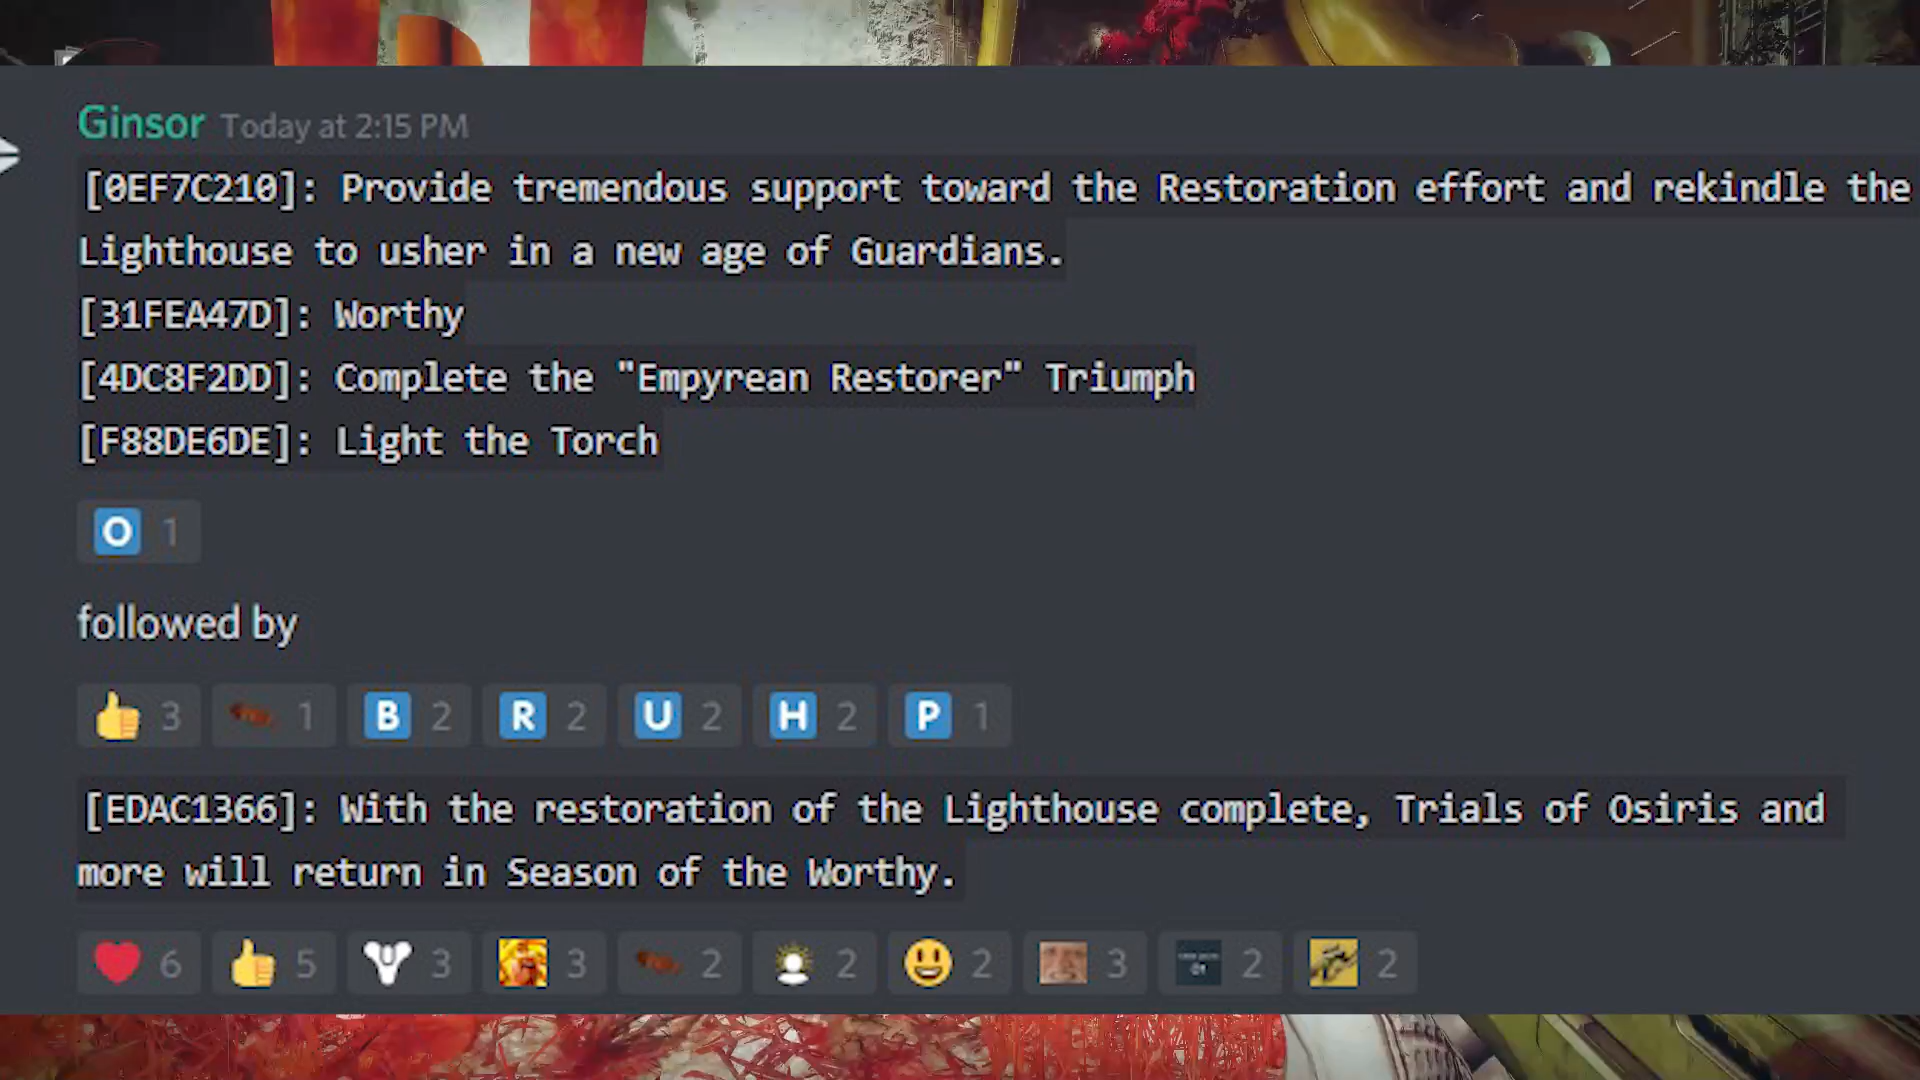 Ginsor Today at 2:15 PM
[0EF7C210]: Provide tremendous support toward the Restoration effort and rekindle the
Lighthouse to usher in a new age of Guardians.
[31FEA47D]: Worthy
[4DC8F2DD]: Complete the "Empyrean Restorer" Triumph
[F88DE6DE]: Light the Torch
O 1
followed by
3 1 B 2 R 2 U 2 H 2 P 1
[EDAC1366]: With the restoration of the Lighthouse complete, Trials of Osiris and
more will return in Season of the Worthy.
6 5 3 3 2 2 2 3 2 2